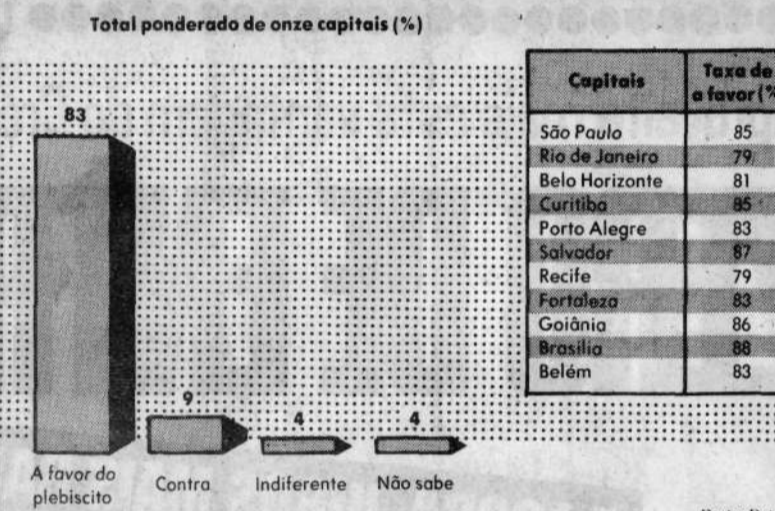 Total ponderado de onze capitais (%)
83
9
4
4
A favor do
plebiscito
Contra
Indiferente
Não sabe
Capitais
Taxa de
a favor (%
São Paulo 85
Rio de Janeiro 79
Belo Horizonte 81
Curitiba 85
Porto Alegre 83
Salvador 87
Recife 79
Fortaleza 83
Goiânia 86
Brasília 88
Belém 83